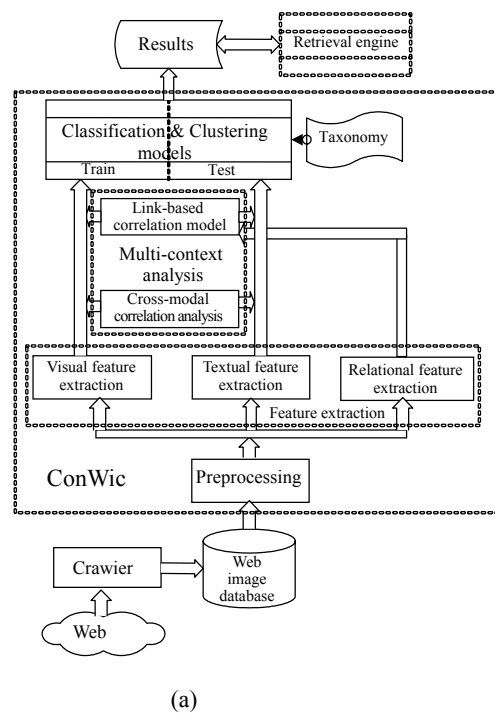 Results
Retrieval engine
Classification & Clustering
models
Train
Test
Taxonomy
Link-based
correlation model
Multi-context
analysis
Cross-modal
correlation analysis
Visual feature
extraction
Textual feature
extraction
Relational feature
extraction
Feature extraction
ConWic
Preprocessing
Crawier
Web
image
database
Web
(a)